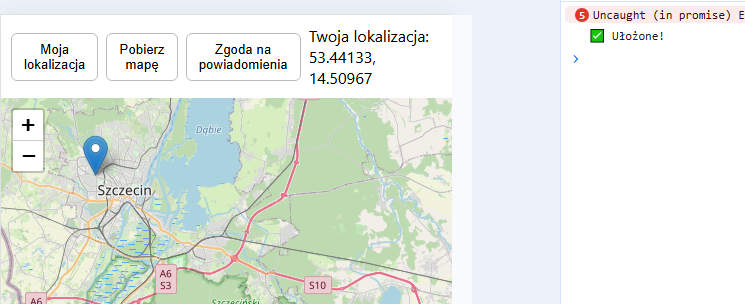 Moja
lokalizacja
Pobierz
mapę
Zgoda na
powiadomienia
Twoja lokalizacja:
53.44133,
14.50967
+
−
Dąbie
Szczecin
A6
S3
S10
A6
Szczeciński
5 Uncaught (in promise) E
✅ Ułożone!
>